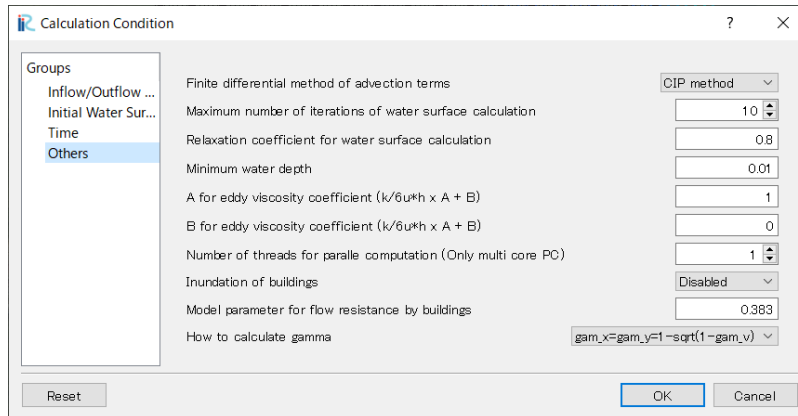 iRiC Calculation Condition ? ×
Groups
Inflow/Outflow ...
Initial Water Sur...
Time
Others
Finite differential method of advection terms CIP method
Maximum number of iterations of water surface calculation 10
Relaxation coefficient for water surface calculation 0.8
Minimum water depth 0.01
A for eddy viscosity coefficient (k/6u*h x A + B) 1
B for eddy viscosity coefficient (k/6u*h x A + B) 0
Number of threads for paralle computation (Only multi core PC) 1
Inundation of buildings Disabled
Model parameter for flow resistance by buildings 0.383
How to calculate gamma gam_x=gam_y=1-sqrt(1-gam_v)
Reset OK Cancel